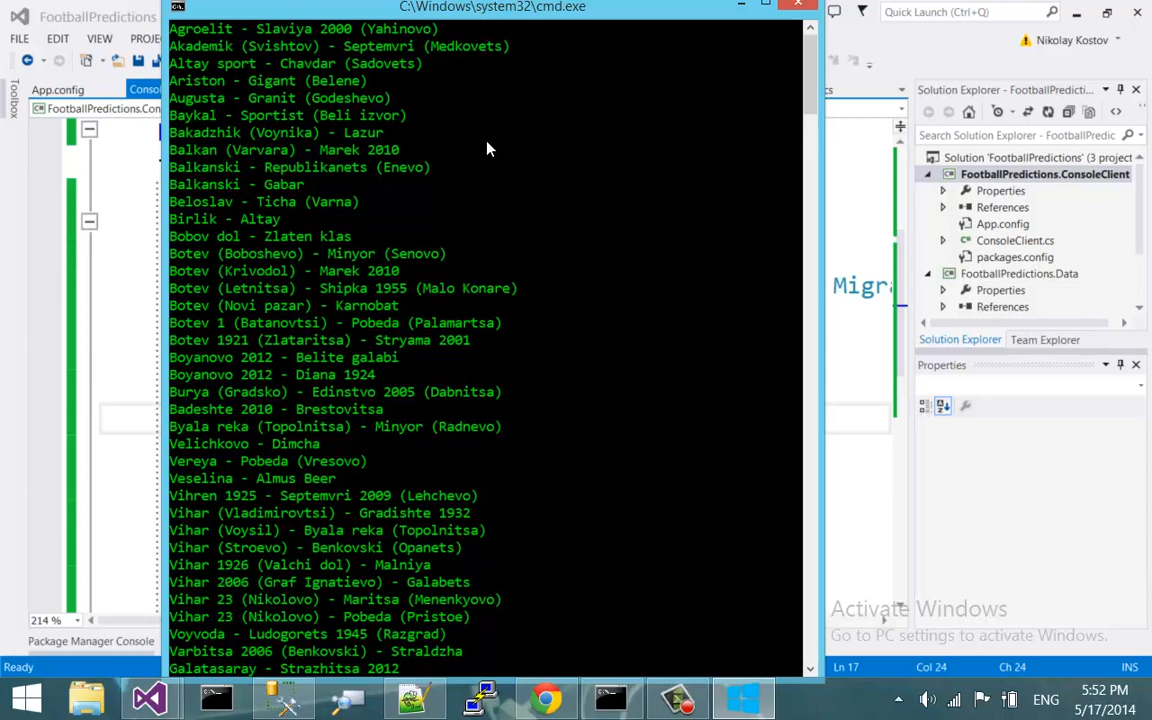 FootballPredictions
C:\Windows\system32\cmd.exe
Quick Launch (Ctrl+Q)
FILE EDIT VIEW
Nikolay Kostov
Toolbox
App.config
FootballPredictions.Con
Migra
214 %
Package Manager Console
Agroelit - Slaviya 2000 (Yahinovo)
Akademik (Svishtov) - Septemvri (Medkovets)
Altay sport - Chavdar (Sadovets)
Ariston - Gigant (Belene)
Augusta - Granit (Godeshevo)
Baykal - Sportist (Beli izvor)
Bakadzhik (Voynika) - Lazur
Balkan (Varvara) - Marek 2010
Balkanski - Republikanets (Enevo)
Balkanski - Gabar
Beloslav - Ticha (Varna)
Birlik - Altay
Bobov dol - Zlaten klas
Botev (Boboshevo) - Minyor (Senovo)
Botev (Krivodol) - Marek 2010
Botev (Letnitsa) - Shipka 1955 (Malo Konare)
Botev (Novi pazar) - Karnobat
Botev 1 (Batanovtsi) - Pobeda (Palamartsa)
Botev 1921 (Zlataritsa) - Stryama 2001
Boyanovo 2012 - Belite galabi
Boyanovo 2012 - Diana 1924
Burya (Gradsko) - Edinstvo 2005 (Dabnitsa)
Badeshte 2010 - Brestovitsa
Byala reka (Topolnitsa) - Minyor (Radnevo)
Velichkovo - Dimcha
Vereya - Pobeda (Vresovo)
Veselina - Almus Beer
Vihren 1925 - Septemvri 2009 (Lehchevo)
Vihar (Vladimirovtsi) - Gradishte 1932
Vihar (Voysil) - Byala reka (Topolnitsa)
Vihar (Stroevo) - Benkovski (Opanets)
Vihar 1926 (Valchi dol) - Malniya
Vihar 2006 (Graf Ignatievo) - Galabets
Vihar 23 (Nikolovo) - Maritsa (Menenkyovo)
Vihar 23 (Nikolovo) - Pobeda (Pristoe)
Voyvoda - Ludogorets 1945 (Razgrad)
Varbitsa 2006 (Benkovski) - Straldzha
Galatasaray - Strazhitsa 2012
Solution Explorer - FootballPredicti...
Search Solution Explorer - FootballPredic
Solution 'FootballPredictions' (3 project
FootballPredictions.ConsoleClient
Properties
References
App.config
ConsoleClient.cs
packages.config
FootballPredictions.Data
Properties
References
Solution Explorer Team Explorer
Properties
Activate Windows
Go to PC settings to activate Windows.
Ready
Ln 17 Col 24 Ch 24 INS
ENG
5:52 PM
5/17/2014